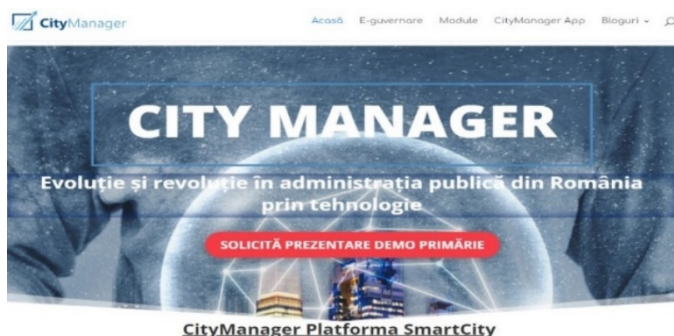 CityManager
Acasă E-guvernare Module CityManager App Bloguri
CITY MANAGER
Evoluție și revoluție în administrația publică din România
prin tehnologie
SOLICITĂ PREZENTARE DEMO PRIMĂRIE
CityManager Platforma SmartCity